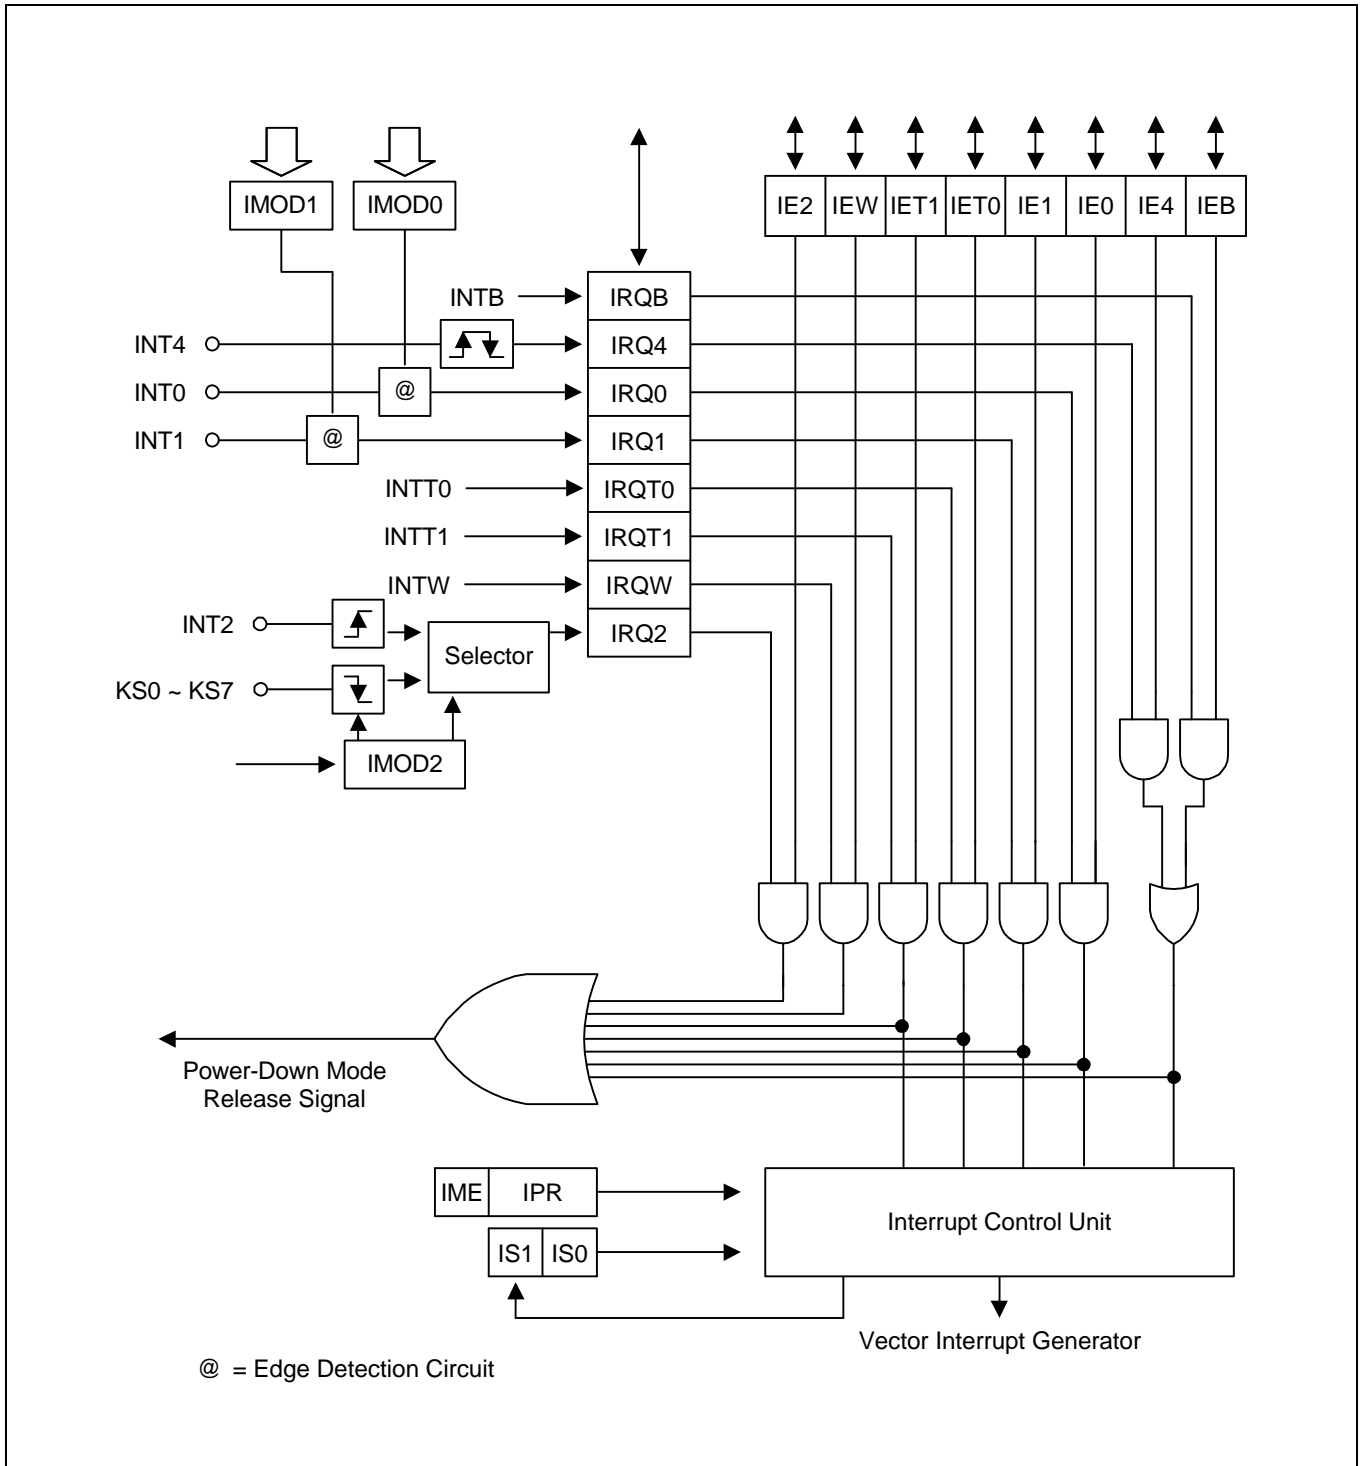 IMOD1 IMOD0
IE2 IEW IET1 IET0 IE1 IE0 IE4 IEB
INTB IRQB
INT4 IRQ4
INT0 @ IRQ0
INT1 @ IRQ1
INTT0 IRQT0
INTT1 IRQT1
INTW IRQW
INT2 IRQ2
Selector
KS0 ~ KS7
IMOD2
Power-Down Mode
Release Signal
IME IPR
Interrupt Control Unit
IS1 IS0
Vector Interrupt Generator
@ = Edge Detection Circuit